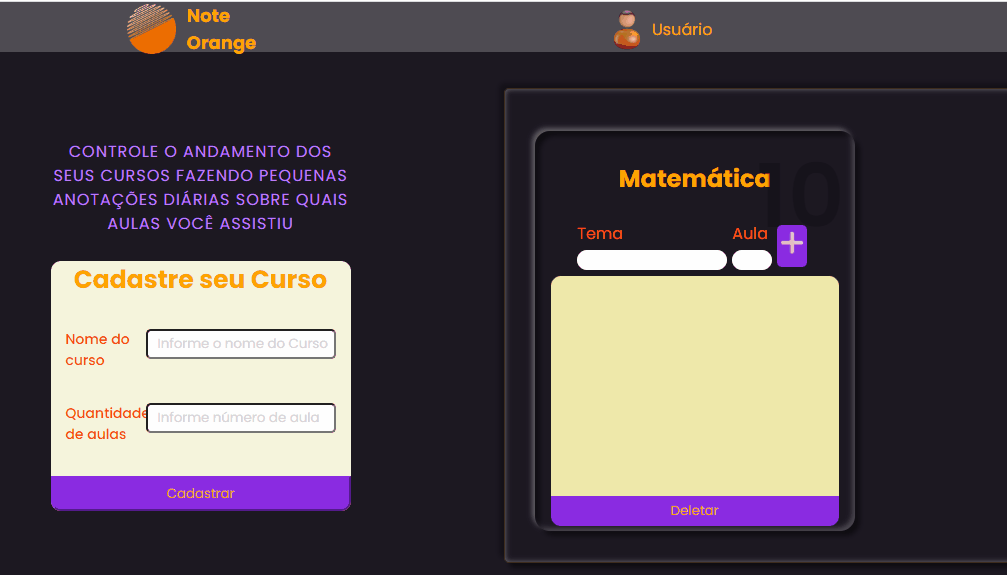 Note
Orange
Usuário
CONTROLE O ANDAMENTO DOS
SEUS CURSOS FAZENDO PEQUENAS
ANOTAÇÕES DIÁRIAS SOBRE QUAIS
AULAS VOCÊ ASSISTIU
Cadastre seu Curso
Nome do
curso
Informe o nome do Curso
Quantidade
de aulas
Informe número de aula
Cadastrar
10
Matemática
Tema
Aula
+
Deletar